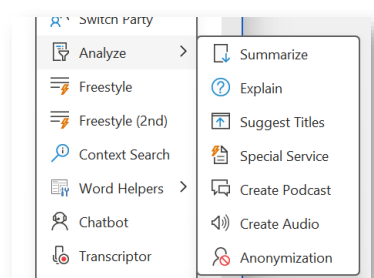 Switch Party
Analyze
Freestyle
Freestyle (2nd)
Context Search
Word Helpers
Chatbot
Transcriptor
Summarize
Explain
Suggest Titles
Special Service
Create Podcast
Create Audio
Anonymization